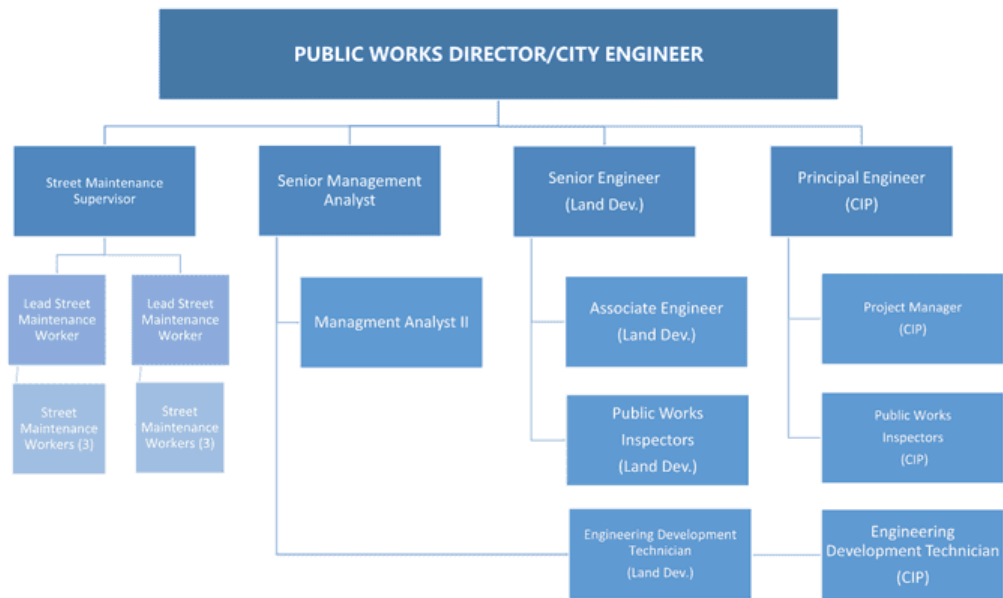 PUBLIC WORKS DIRECTOR/CITY ENGINEER
Street Maintenance
Supervisor
Senior Management
Analyst
Senior Engineer
(Land Dev.)
Principal Engineer
(CIP)
Lead Street
Maintenance
Worker
Lead Street
Maintenance
Worker
Managment Analyst II
Associate Engineer
(Land Dev.)
Project Manager
(CIP)
Street
Maintenance
Workers (3)
Street
Maintenance
Workers (3)
Public Works
Inspectors
(Land Dev.)
Public Works
Inspectors
(CIP)
Engineering Development
Technician
(Land Dev.)
Engineering
Development Technician
(CIP)